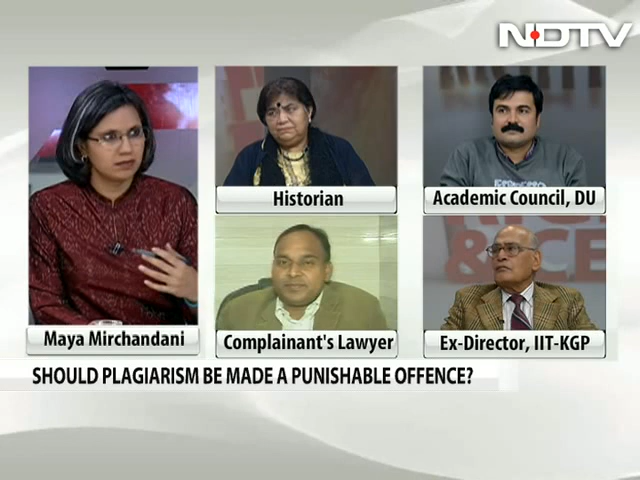 NDTV
Historian
Academic Council, DU
Maya Mirchandani
Complainant's Lawyer
Ex-Director, IIT-KGP
SHOULD PLAGIARISM BE MADE A PUNISHABLE OFFENCE?